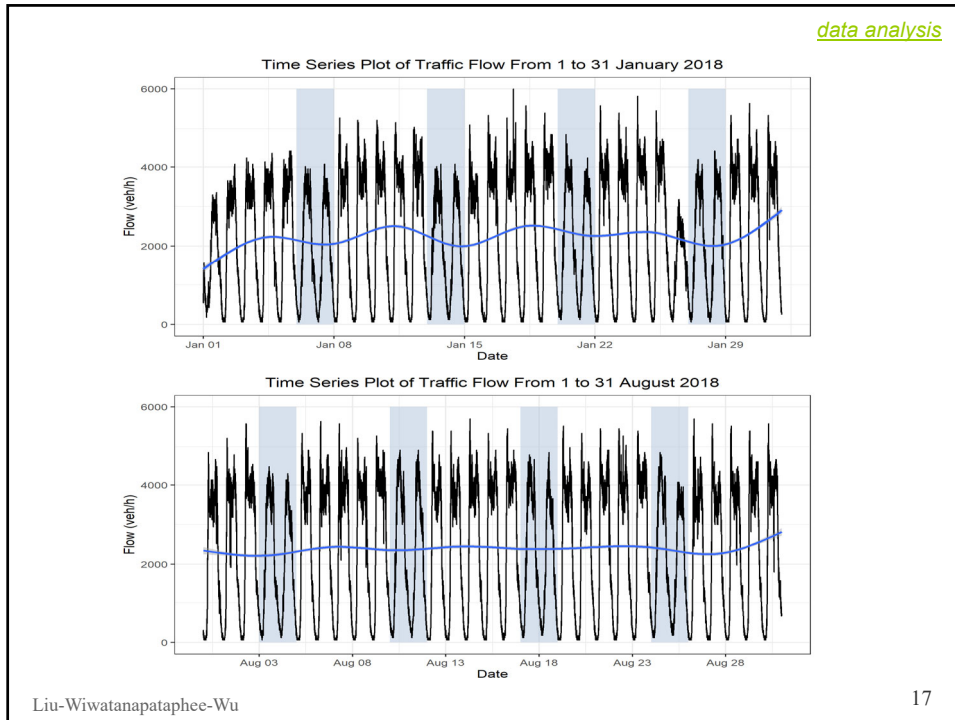 data analysis
Time Series Plot of Traffic Flow From 1 to 31 January 2018
6000
4000
Flow (veh/h)
2000
0
Jan 01 Jan 08 Jan 15 Jan 22 Jan 29
Date
Time Series Plot of Traffic Flow From 1 to 31 August 2018
6000
4000
Flow (veh/h)
2000
0
Aug 03 Aug 08 Aug 13 Aug 18 Aug 23 Aug 28
Date
Liu-Wiwatanapataphee-Wu 17